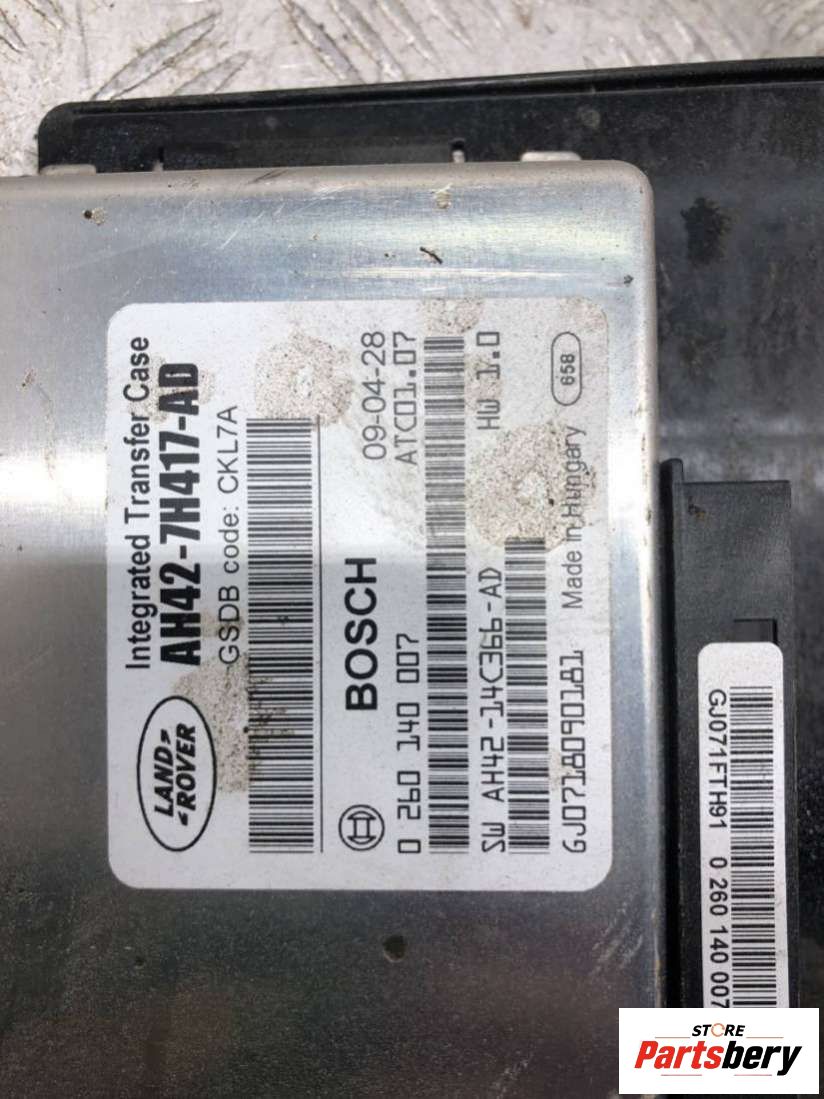 LAND
ROVER
Integrated Transfer Case
AH42-7H417-AD
GSDB code: CKL7A
BOSCH
09-04-28
0 260 140 007
ATC01.07
SW AH42-14C366-AD
HW 1.0
GJ0718090181
Made in Hungary
658
GJ071FTH91 0 260 140 007
STORE
Partsbery